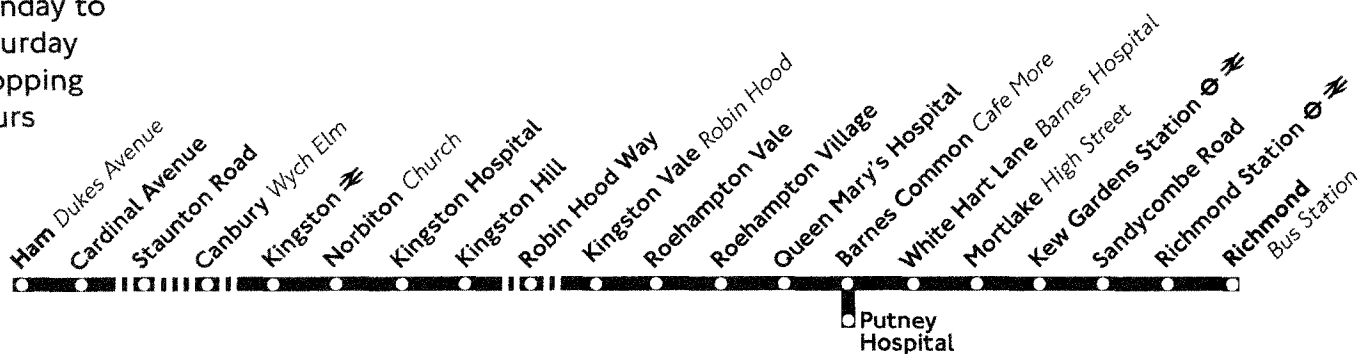 nday to
urday
opping
urs
Ham Dukes Avenue
Cardinal Avenue
Staunton Road
Canbury Wych Elm
Kingston
Norbiton Church
Kingston Hospital
Kingston Hill
Robin Hood Way
Kingston Vale Robin Hood
Roehampton Vale
Roehampton Village
Queen Mary's Hospital
Barnes Common Cafe More
White Hart Lane Barnes Hospital
Mortlake High Street
Kew Gardens Station
Sandycombe Road
Richmond Station
Richmond
Bus Station
Putney
Hospital